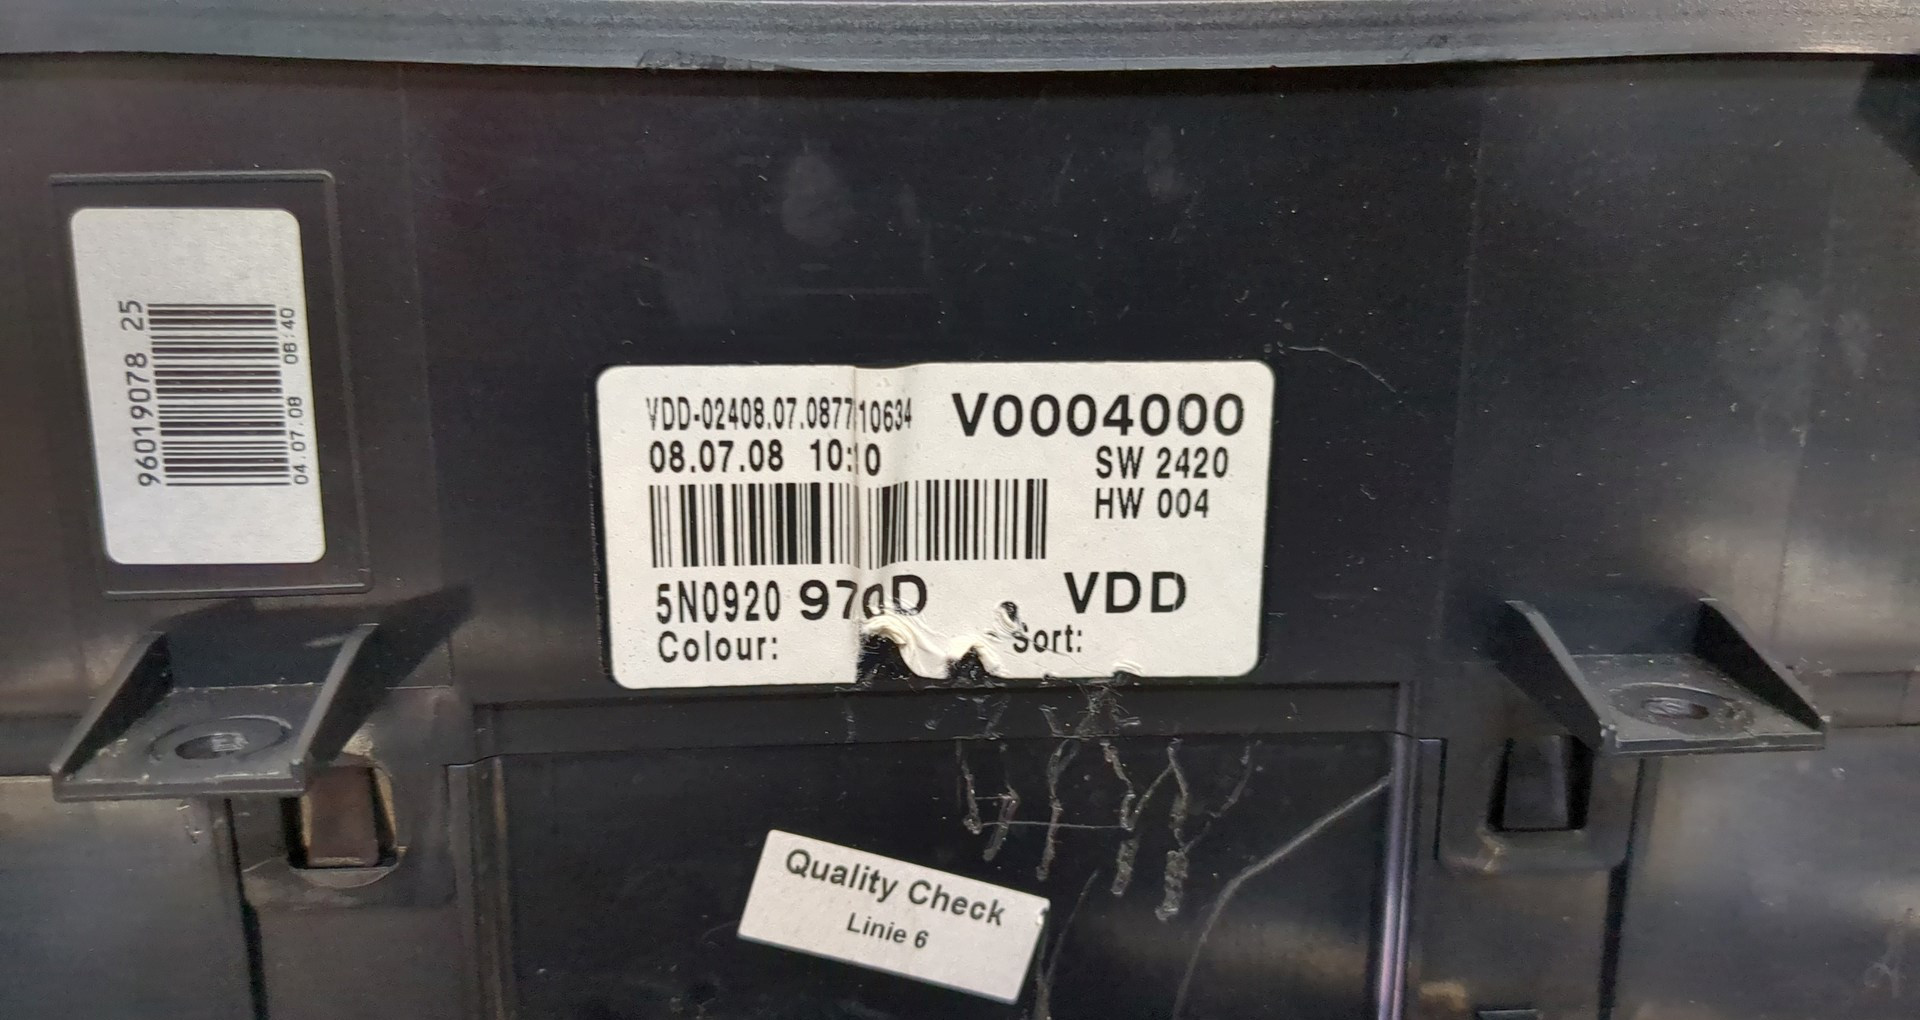 96019078 25
04.07.08 08:40
VDD-02408.07.0877 10634
V0004000
08.07.08 10:10
SW 2420
HW 004
5N0920 970D
VDD
Colour:
Sort:
Quality Check
Linie 6